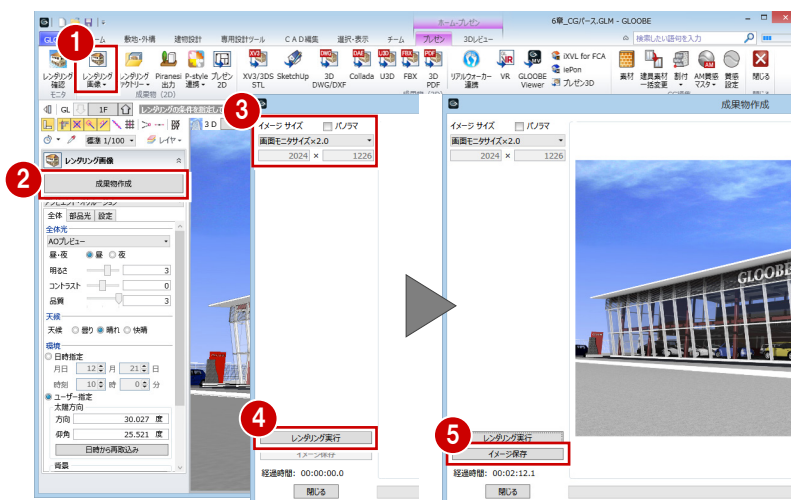 ホーム-プレゼン
6章_CG/パース.GLM - GLOOBE
敷地・外構 建物設計 専用設計ツール CAD編集 選択・表示 チーム プレゼン 3Dビュー
検索したい語句を入力
1
レンダリング確認
レンダリング画像
レンダリングアクトリー
Piranesi出力
P-style連携
プレゼン2D
XV3/3DS STL
SketchUp
3D DWG/DXF
Collada
U3D
FBX
3D PDF
リアルウォーカー連携
VR
GLOOBE Viewer
iXVL for FCA
iePon
プレゼン3D
素材
建具素材一括変更
割付
AM質感マスター
質感設定
閉じる
モニタ 成果物 (2D)
GL 1F
レンダリングの条件を指定して
3D
標準 1/100 レイヤ
レンダリング画像
2
成果物作成
全体 部品光 設定
全体光
AOプレビュー
昼・夜 昼 夜
明るさ 3
コントラスト 0
品質 3
天候
天候 曇り 晴れ 快晴
環境
日時指定
月日 12 月 21 日
時刻 10 時 0 分
ユーザー指定
太陽方向
方向 30.027 度
仰角 25.521 度
日時から再取込み
背景
3
イメージ サイズ パノラマ
画面モニタサイズ×2.0
2024 × 1226
4
レンダリング実行
イメージ保存
経過時間: 00:00:00.0
閉じる
成果物作成
イメージ サイズ パノラマ
画面モニタサイズ×2.0
2024 × 1226
GLOOBE
5
レンダリング実行
イメージ保存
経過時間: 00:02:12.1
閉じる